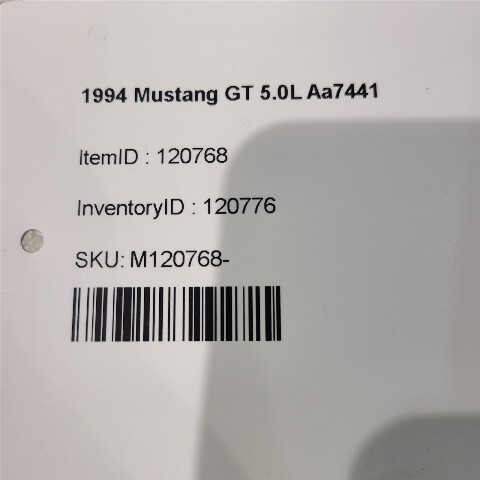 1994 Mustang GT 5.0L Aa7441
ItemID : 120768
InventoryID : 120776
SKU: M120768-